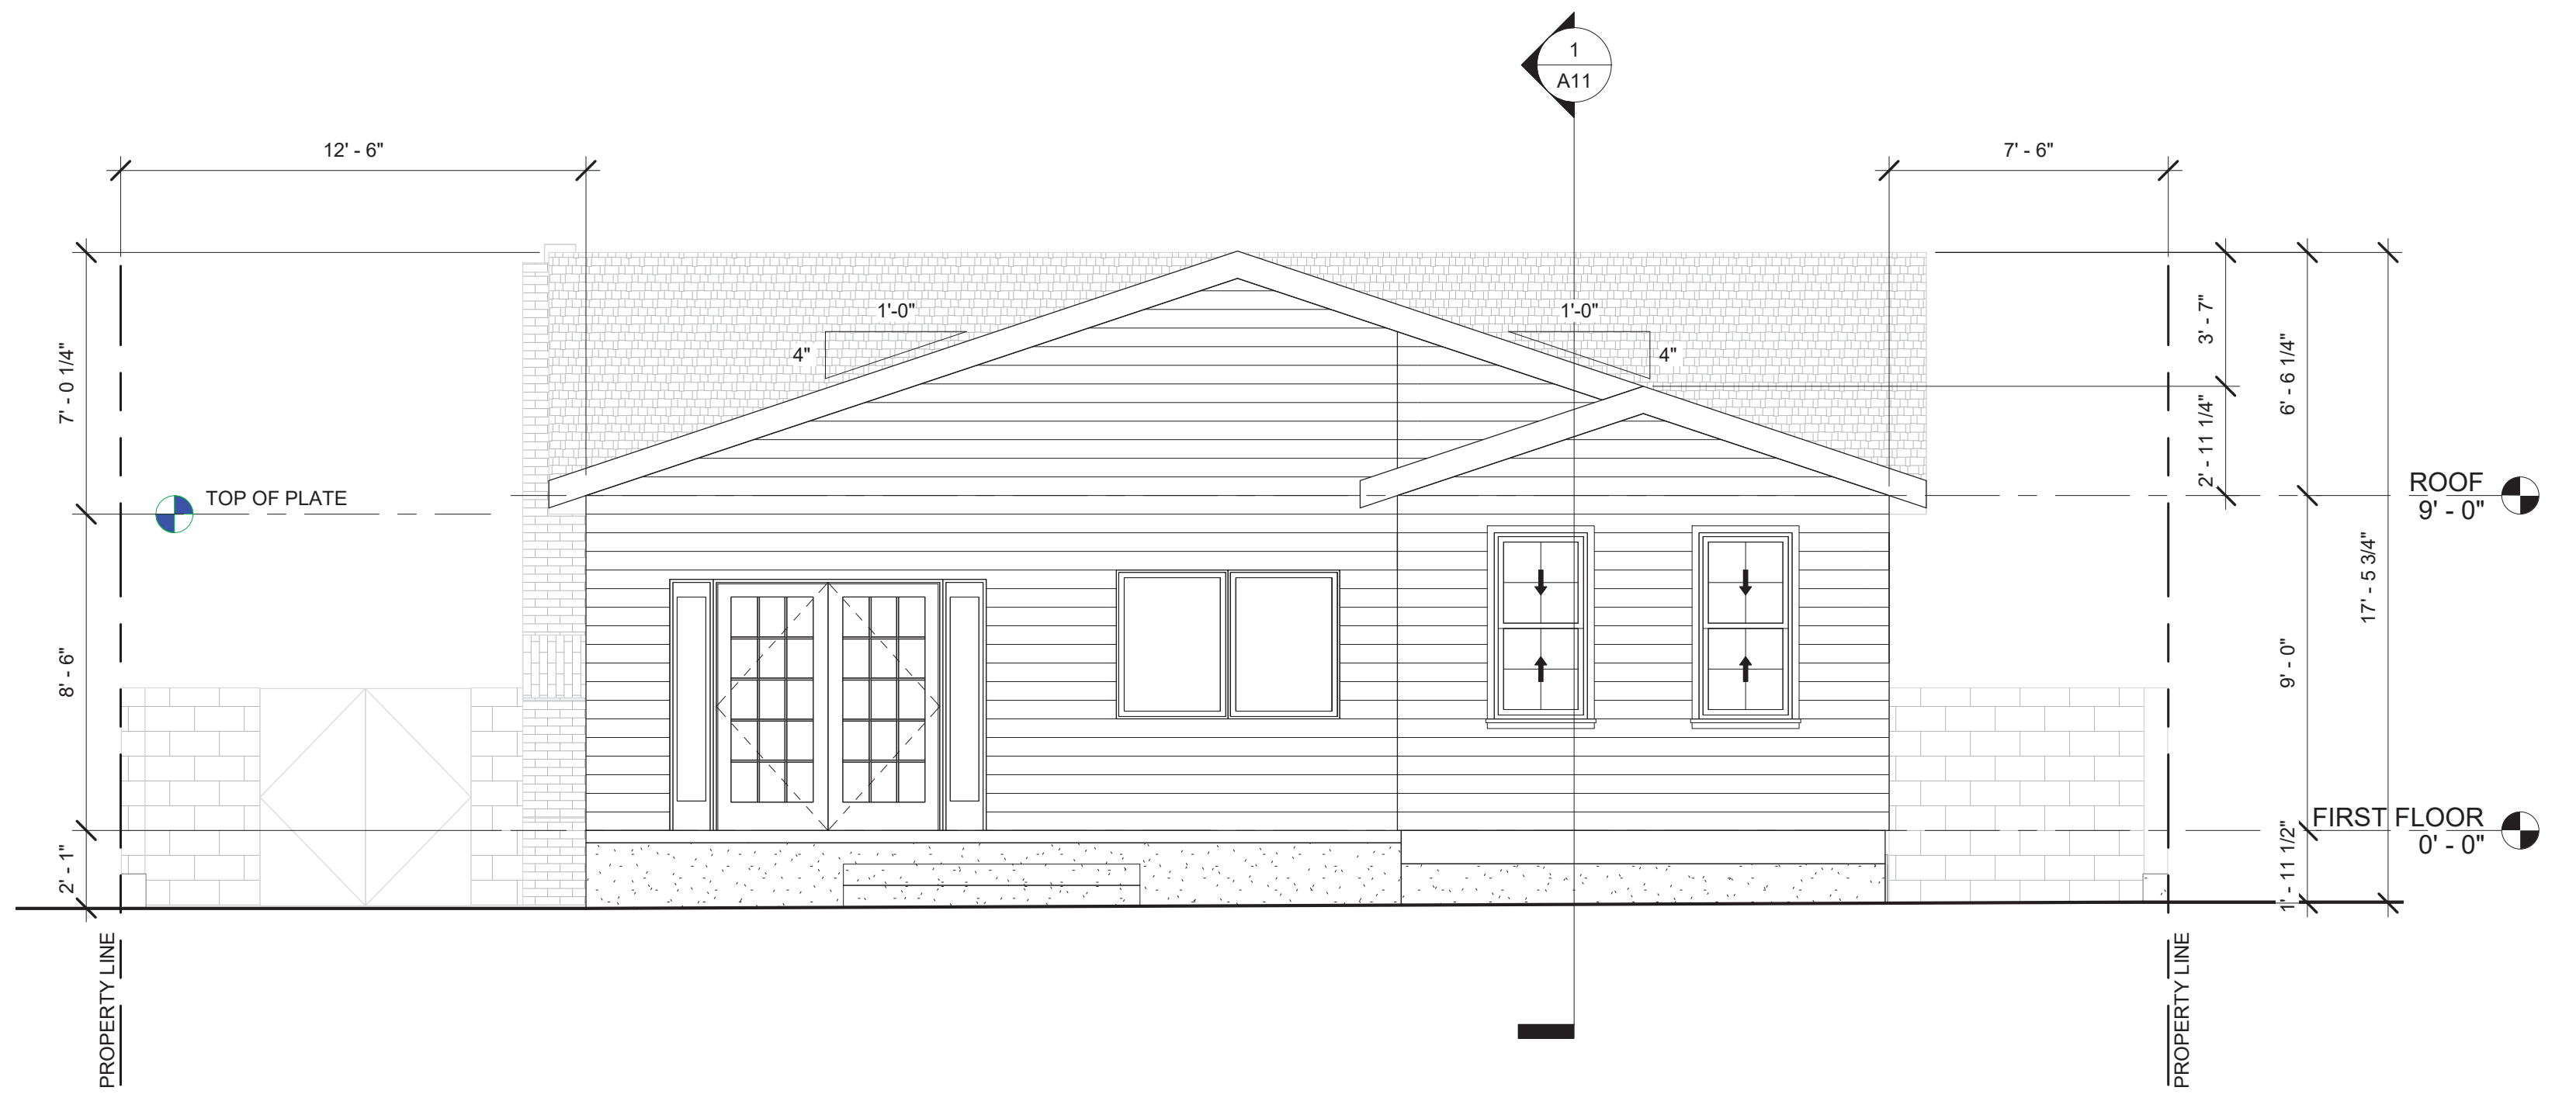 1
A11
12' - 6"
7' - 6"
1'-0"
4"
1'-0"
4"
3' - 7"
6' - 6 1/4"
7' - 0 1/4"
2' - 11 1/4"
TOP OF PLATE
ROOF
9' - 0"
17' - 5 3/4"
8' - 6"
9' - 0"
FIRST FLOOR
0' - 0"
2' - 1"
1' - 11 1/2"
PROPERTY LINE
PROPERTY LINE